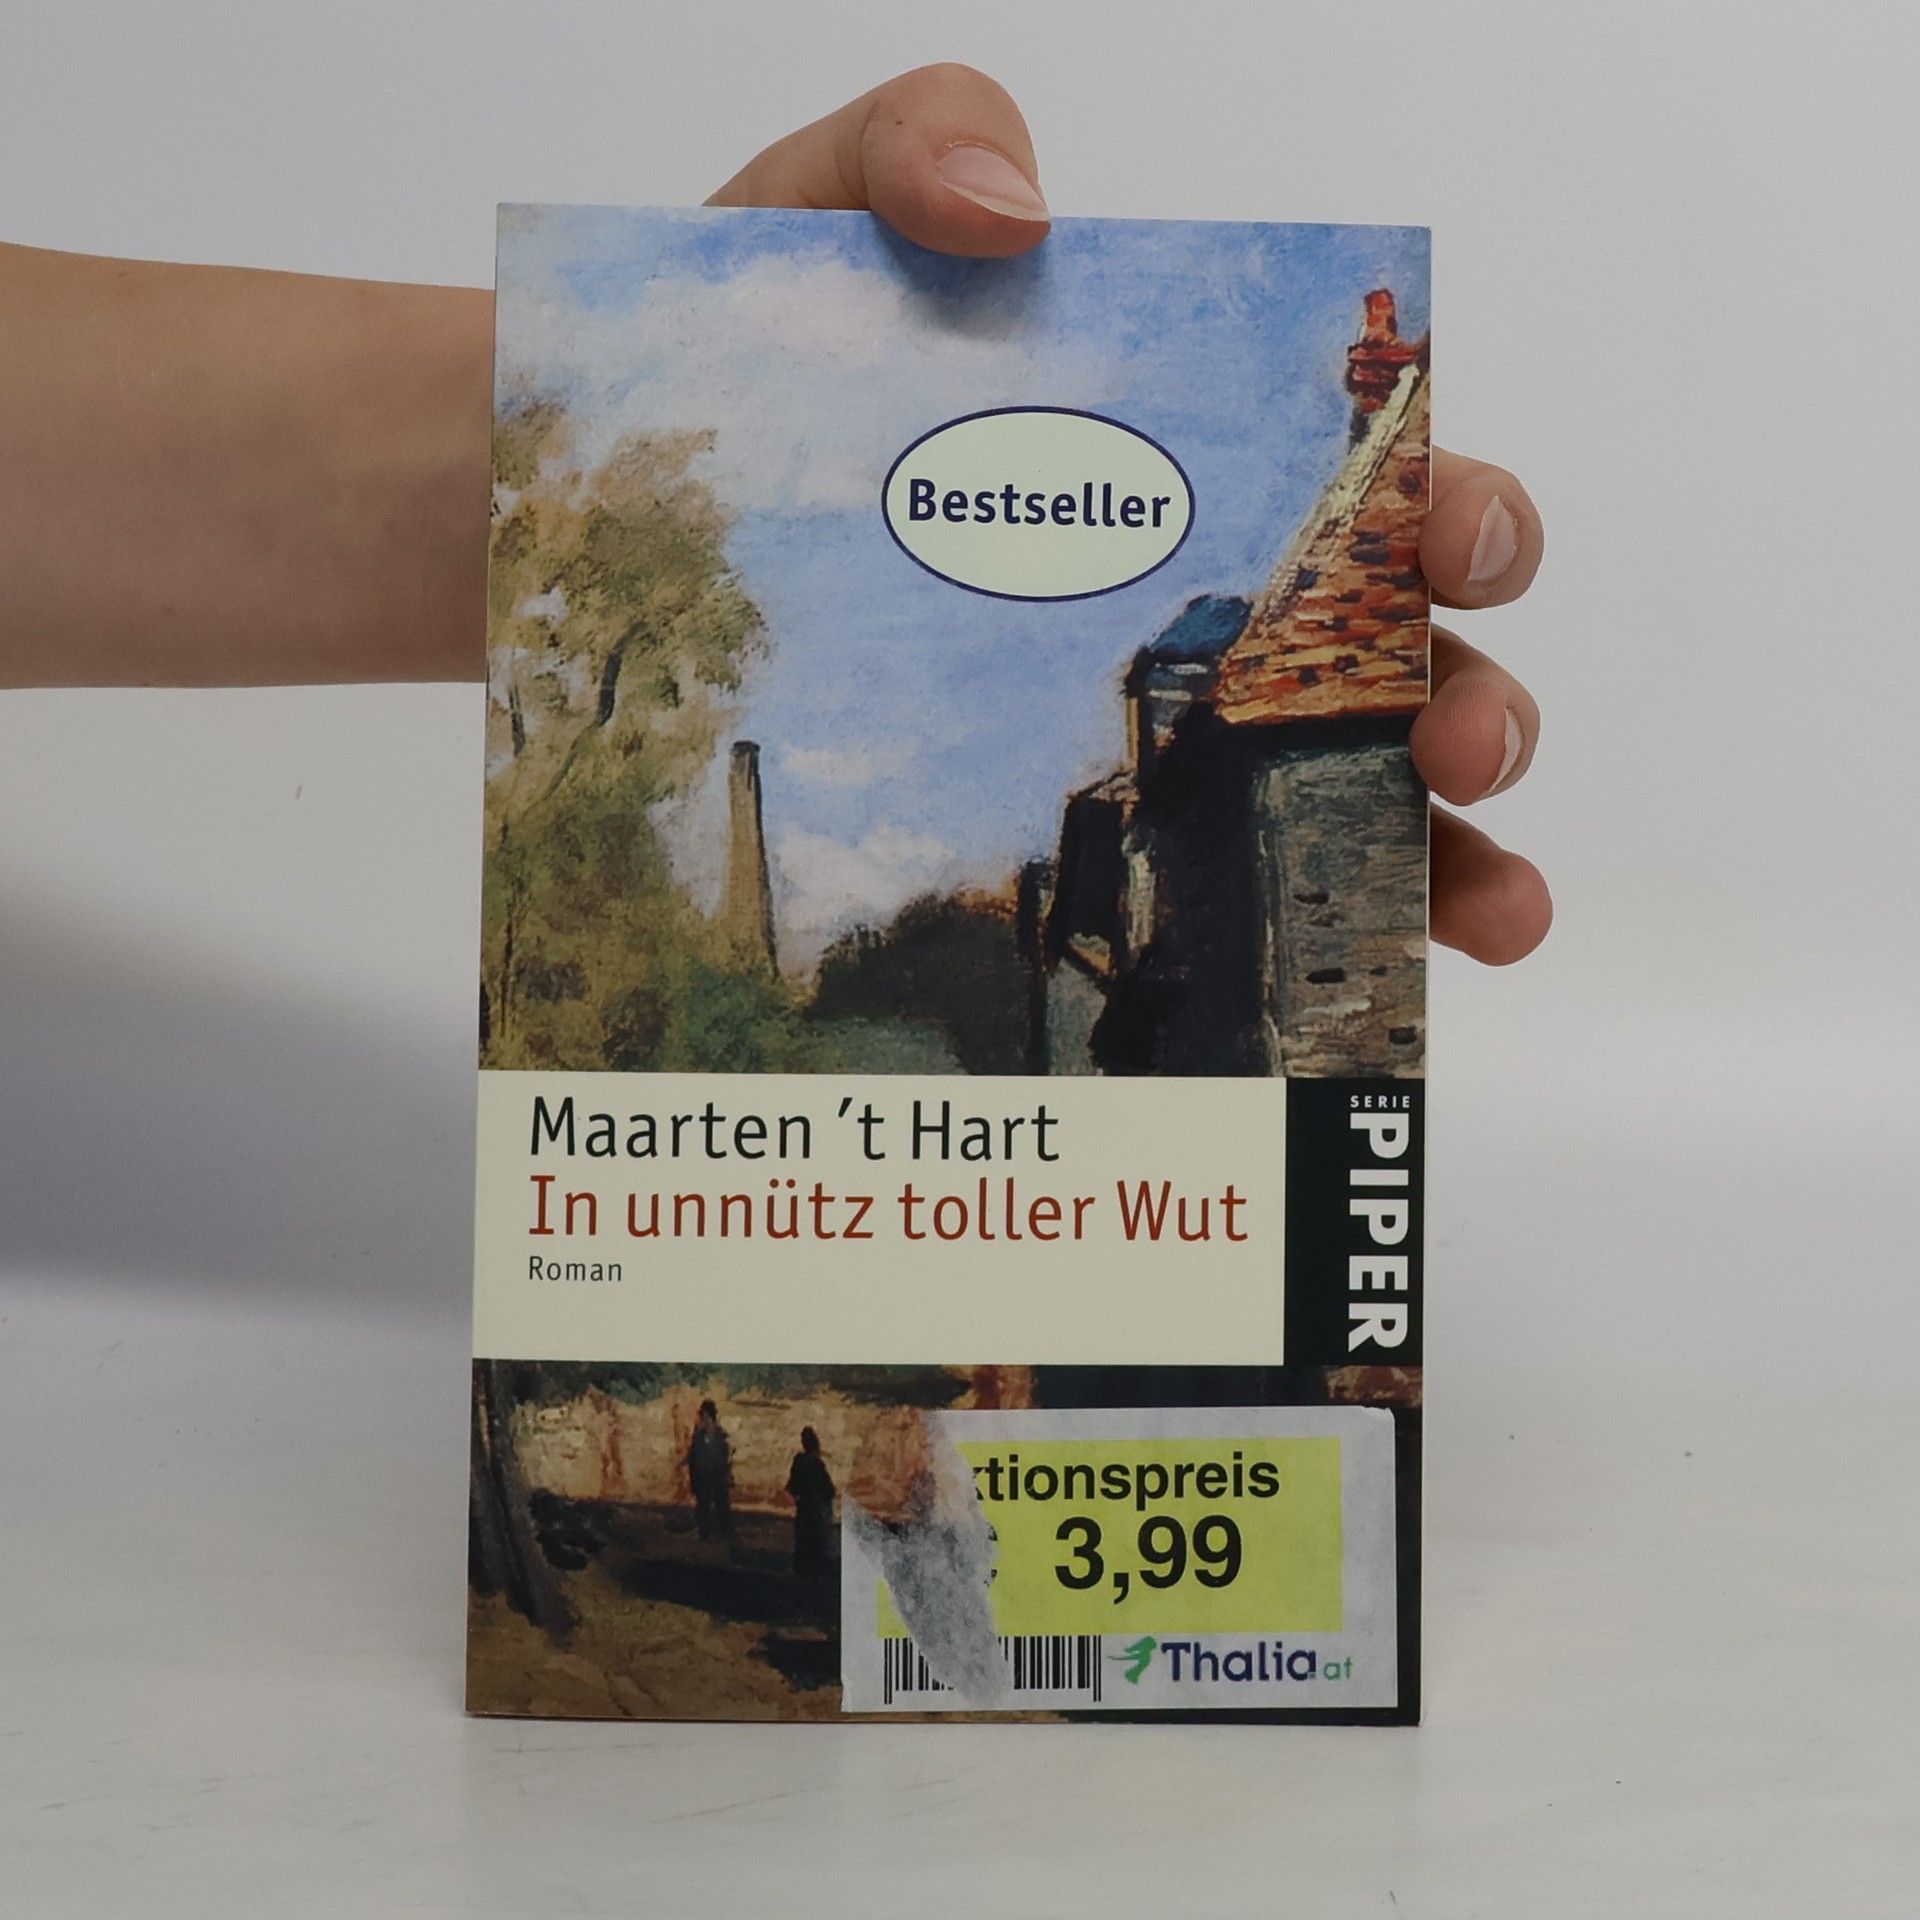 Bestseller
Maarten ’t Hart
In unnütz toller Wut
Roman
SERIE
PIPER
ktionspreis
€ 3,99
Thalia.at